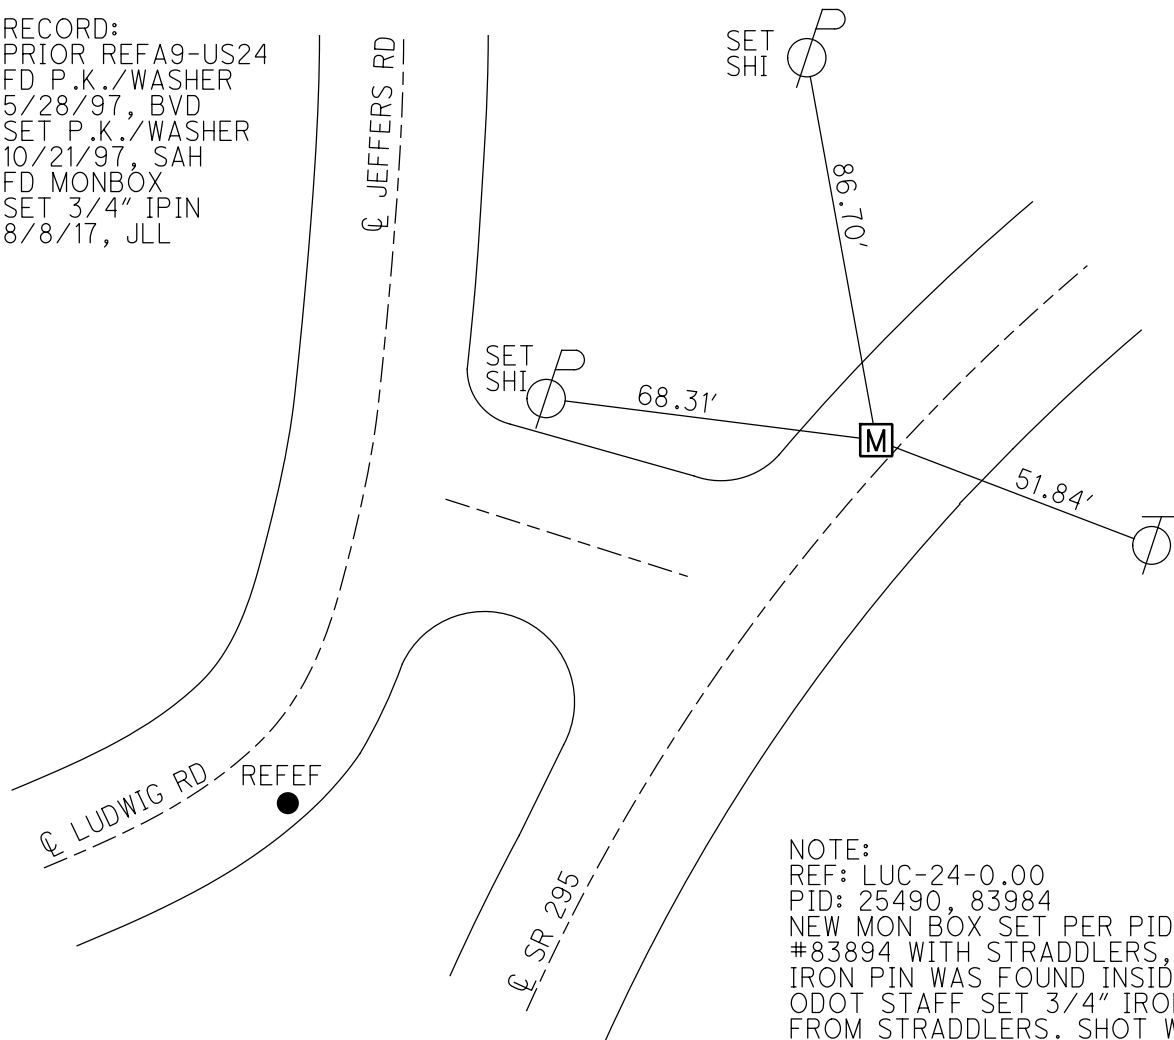 RECORD:
PRIOR REFA9-US24
FD P.K./WASHER
5/28/97, BVD
SET P.K./WASHER
10/21/97, SAH
FD MONBOX
SET 3/4" IPIN
8/8/17, JLL
℄ JEFFERS RD
SET
SHI
86.70'
SET
SHI
68.31'
M
51.84'
REFEF
℄ LUDWIG RD
℄ SR 295
NOTE:
REF: LUC-24-0.00
PID: 25490, 83984
NEW MON BOX SET PER PID
#83894 WITH STRADDLERS,
IRON PIN WAS FOUND INSID
ODOT STAFF SET 3/4" IRO
FROM STRADDLERS. SHOT W